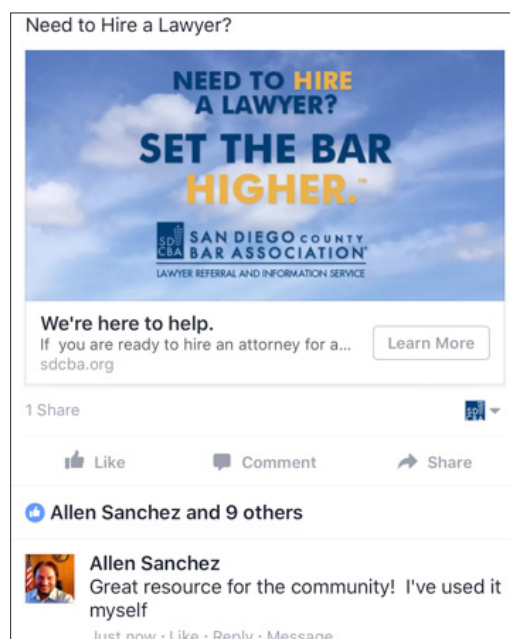 Need to Hire a Lawyer?
NEED TO HIRE
A LAWYER?
SET THE BAR
HIGHER.™
SD
CBA
SAN DIEGO COUNTY
BAR ASSOCIATION®
LAWYER REFERRAL AND INFORMATION SERVICE
We're here to help.
If you are ready to hire an attorney for a...
Learn More
sdcba.org
1 Share
SD
CBA
Like Comment Share
Allen Sanchez and 9 others
Allen Sanchez
Great resource for the community! I've used it
myself
Just now · Like · Reply · Message